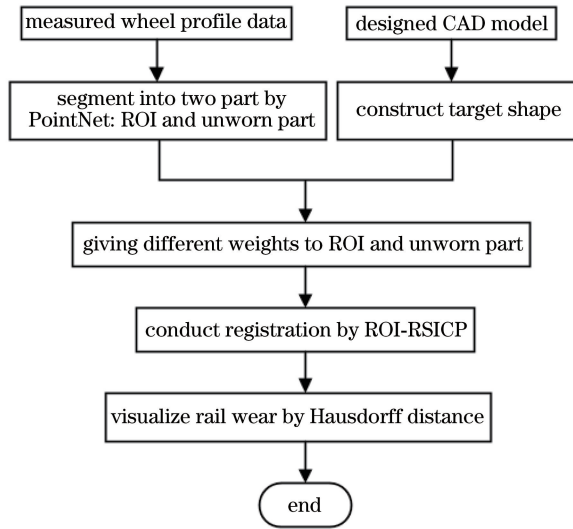 measured wheel profile data
designed CAD model
segment into two part by
PointNet: ROI and unworn part
construct target shape
giving different weights to ROI and unworn part
conduct registration by ROI-RSICP
visualize rail wear by Hausdorff distance
end